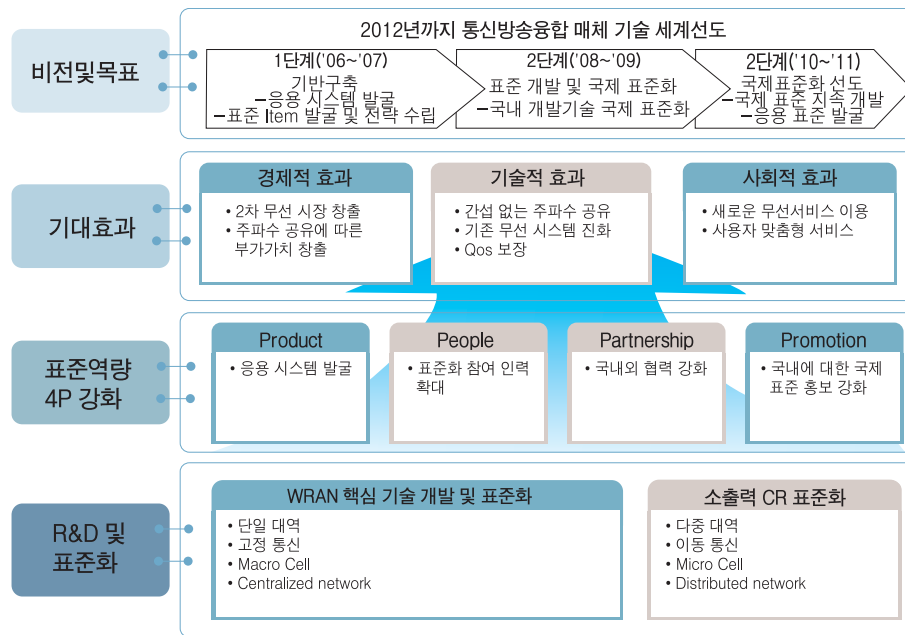 비전및목표
2012년까지 통신방송융합 매체 기술 세계선도
1단계('06~'07)
기반구축
–응용 시스템 발굴
–표준 Item 발굴 및 전략 수립
2단계('08~'09)
표준 개발 및 국제 표준화
–국내 개발기술 국제 표준화
2단계('10~'11)
국제표준화 선도
–국제 표준 지속 개발
–응용 표준 발굴
기대효과
경제적 효과
• 2차 무선 시장 창출
• 주파수 공유에 따른
부가가치 창출
기술적 효과
• 간섭 없는 주파수 공유
• 기존 무선 시스템 진화
• Qos 보장
사회적 효과
• 새로운 무선서비스 이용
• 사용자 맞춤형 서비스
표준역량
4P 강화
Product
• 응용 시스템 발굴
People
• 표준화 참여 인력
확대
Partnership
• 국내외 협력 강화
Promotion
• 국내에 대한 국제
표준 홍보 강화
R&D 및
표준화
WRAN 핵심 기술 개발 및 표준화
• 단일 대역
• 고정 통신
• Macro Cell
• Centralized network
소출력 CR 표준화
• 다중 대역
• 이동 통신
• Micro Cell
• Distributed network